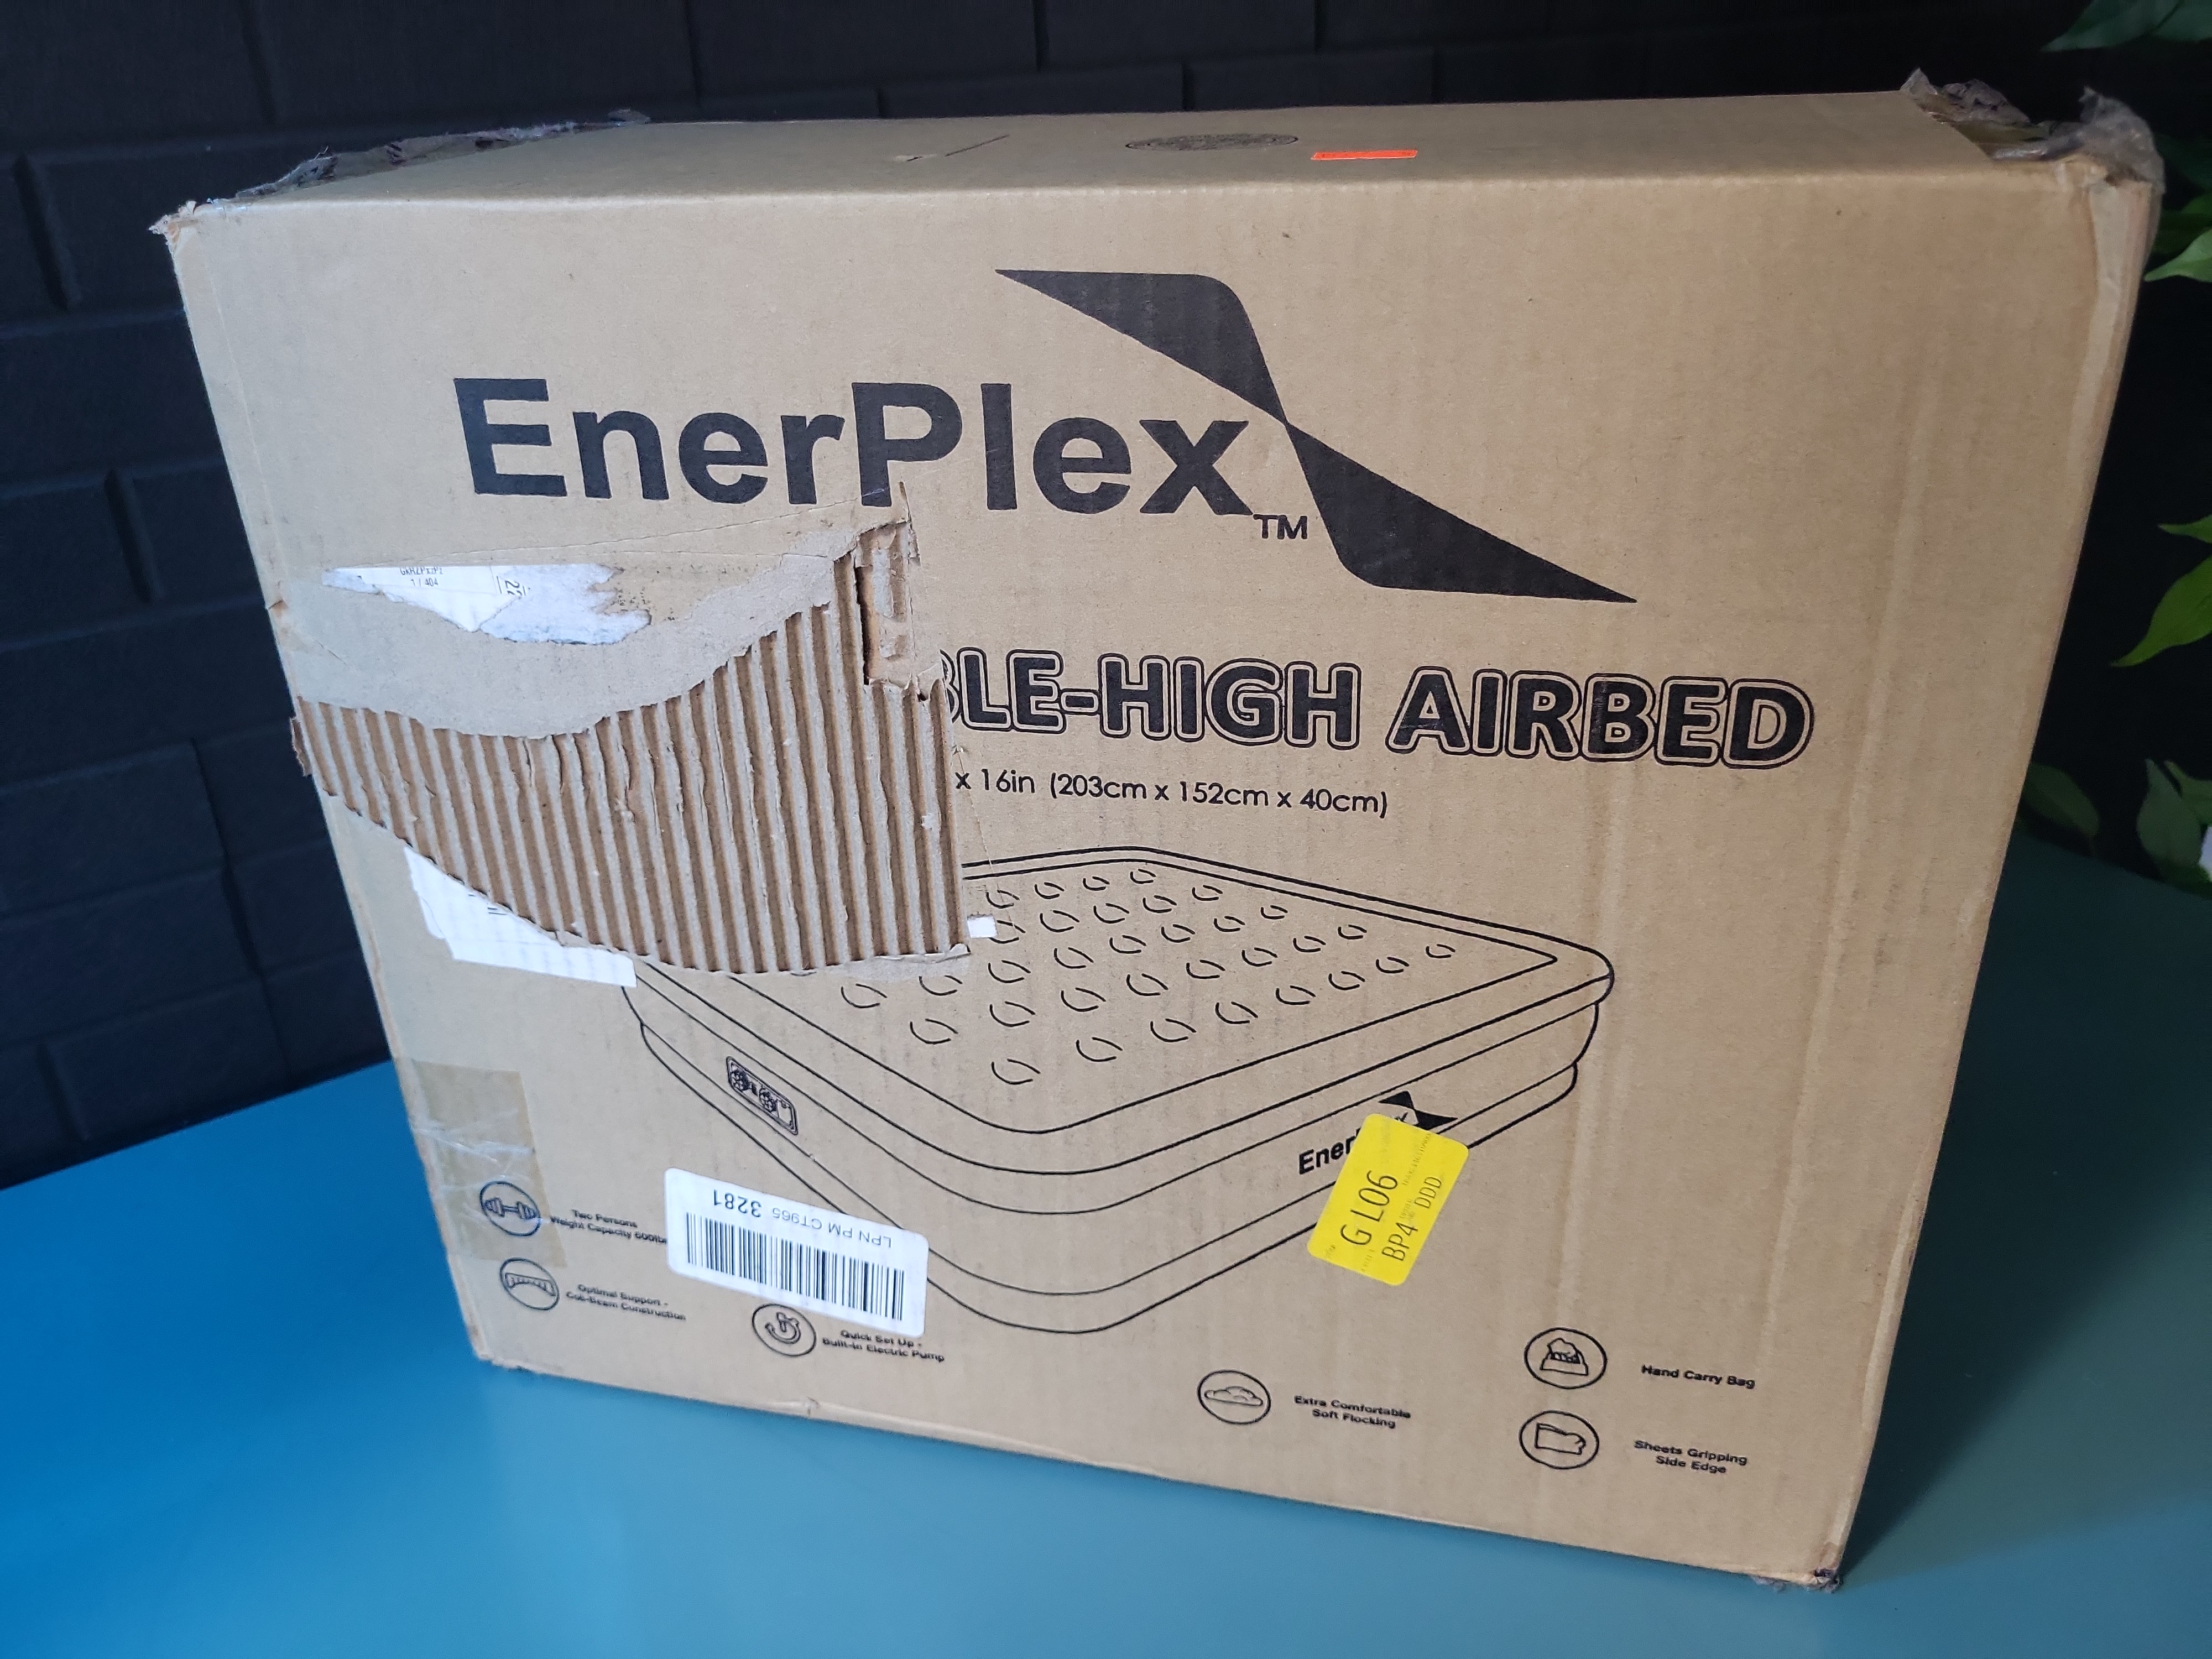 EnerPlex
TM
BLE-HIGH AIRBED
x 16in (203cm x 152cm x 40cm)
1 / 404
Ener
G L06
BP4 DDD
LPN PM CT965 3281
Two Persons
Weight Capacity 600lbs
Optimal Support -
Coil-Beam Construction
Quick Set Up -
Built-in Electric Pump
Extra Comfortable
Soft Flocking
Hand Carry Bag
Sheets Gripping
Side Edge